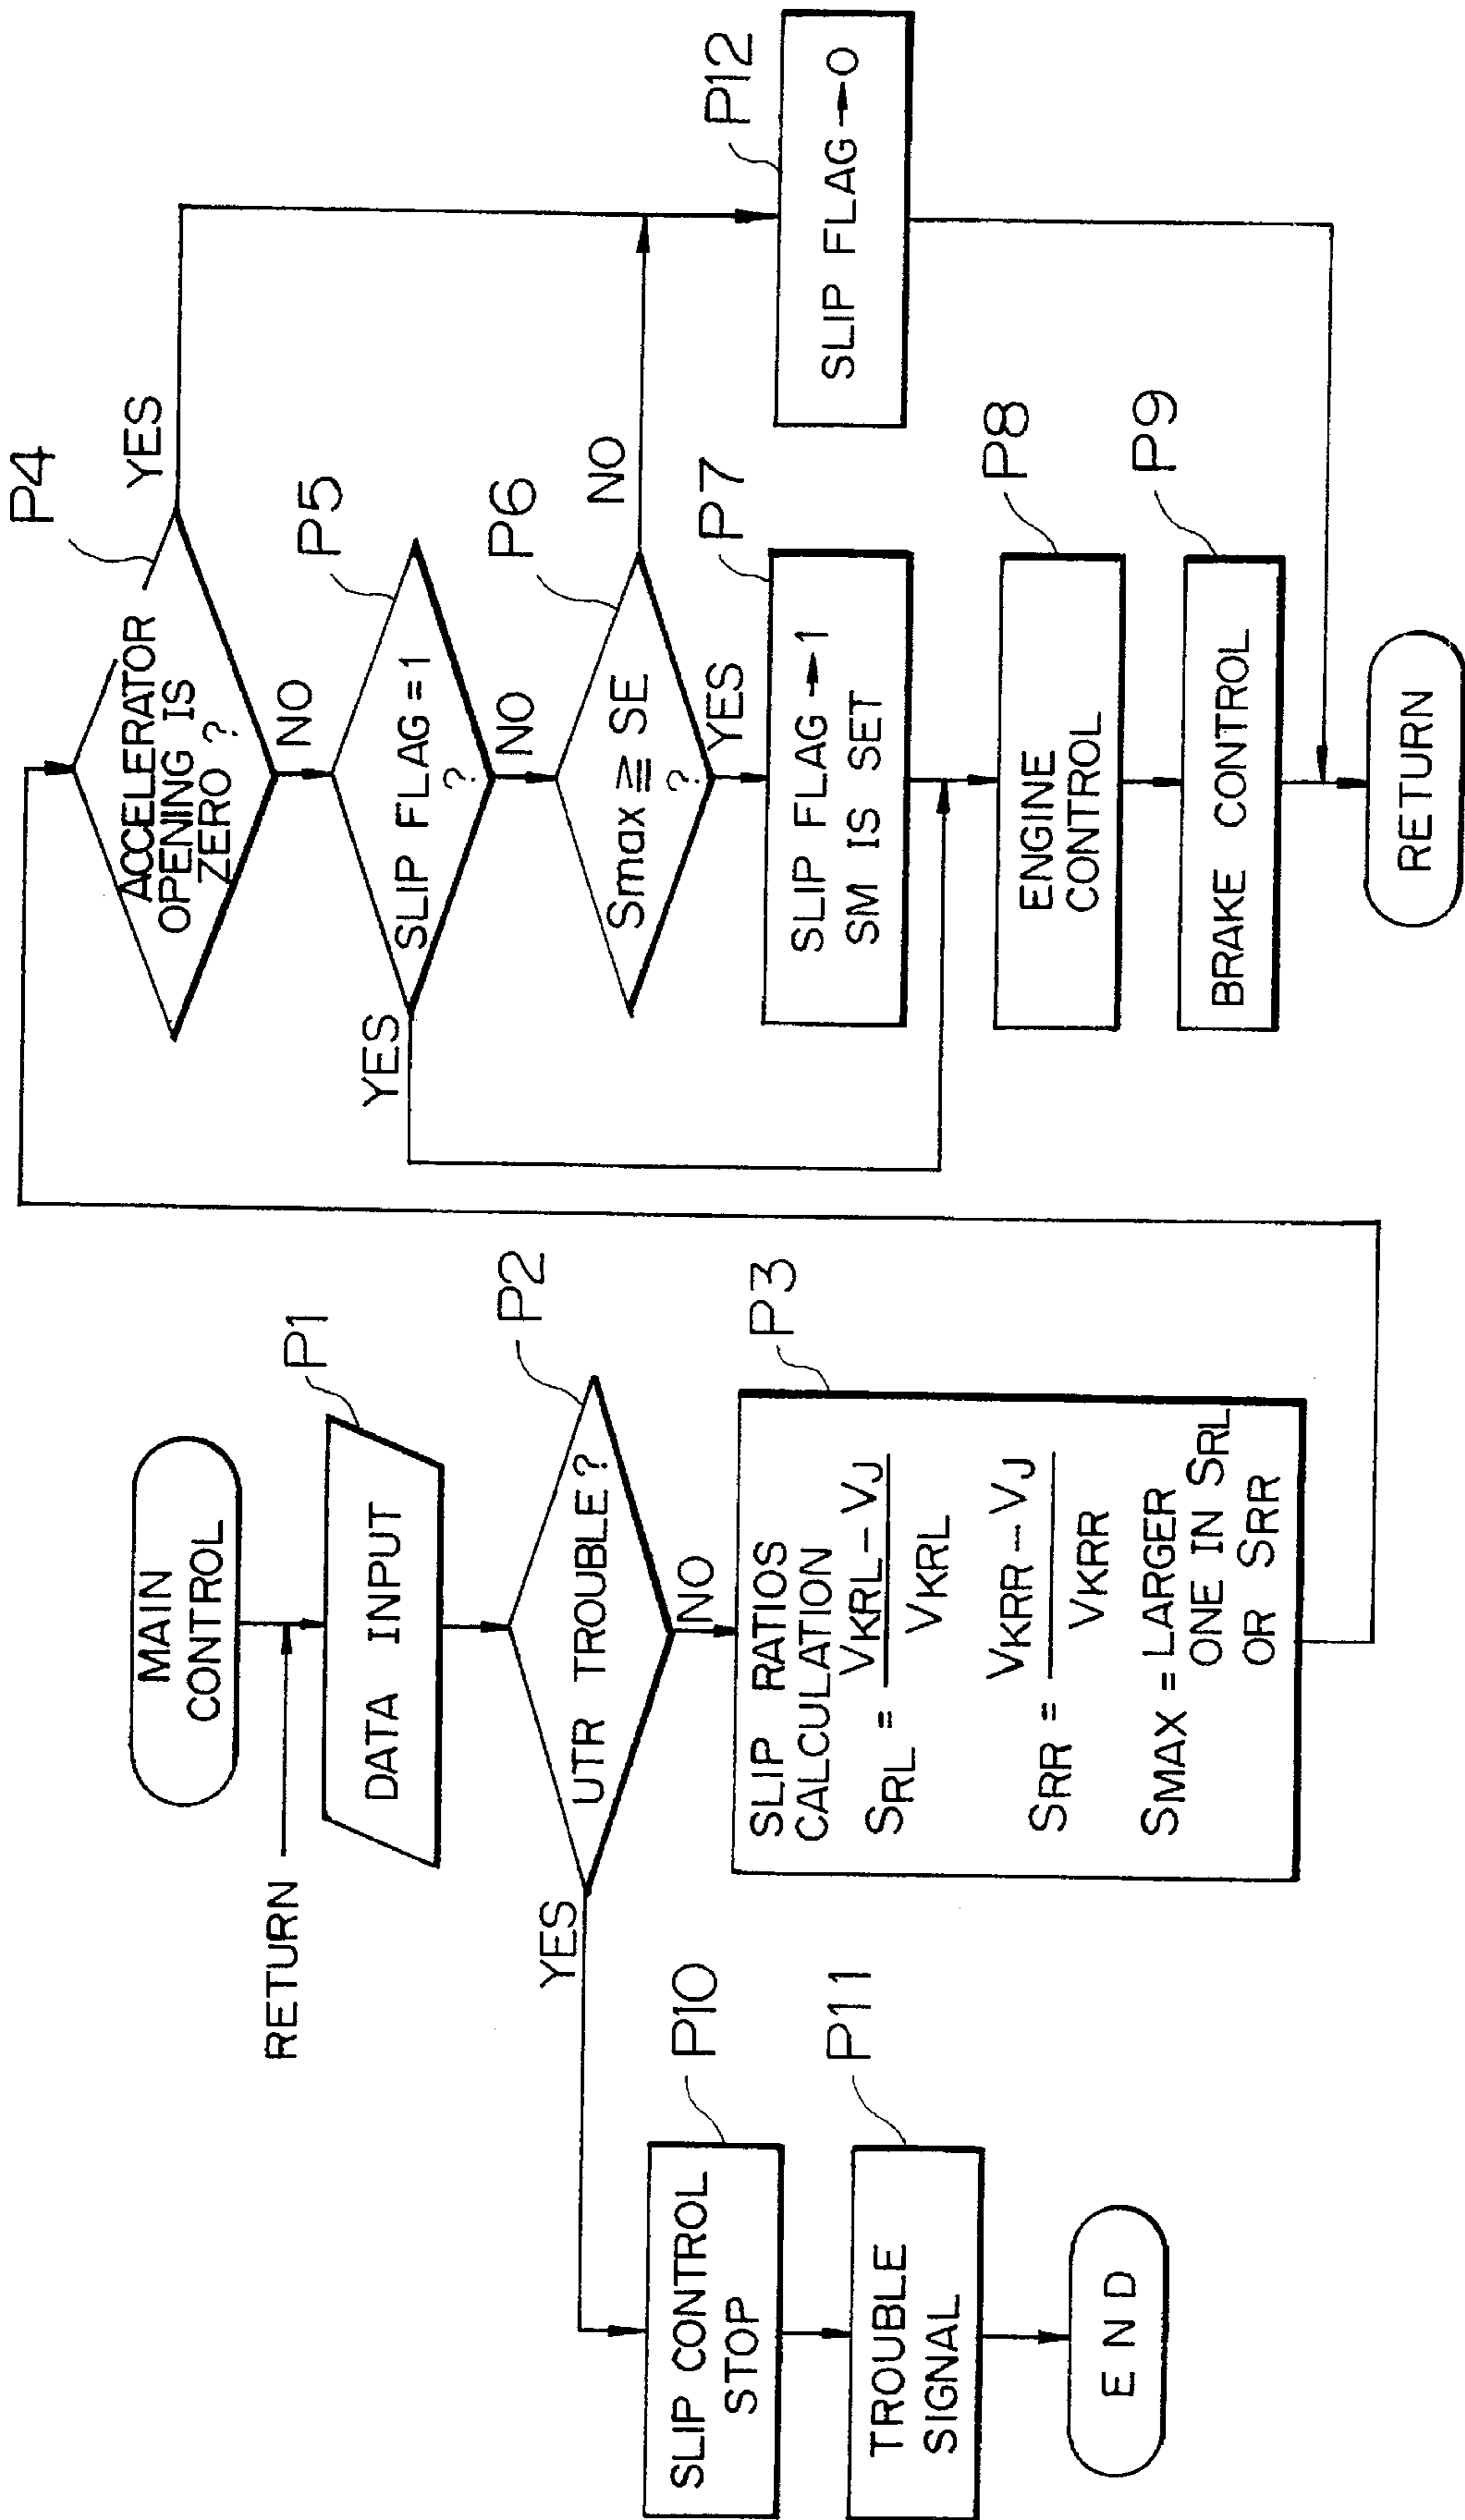 MAIN
CONTROL
RETURN
P1
DATA INPUT
P2
UTR TROUBLE?
YES
NO
P10
SLIP CONTROL
STOP
P11
TROUBLE
SIGNAL
END
P3
SLIP RATIOS
CALCULATION
SRL = VKRL-VJ
VKRL
SRR = VKRR-VJ
VKRR
SMAX = LARGER
ONE IN SRL
OR SRR
P4
ACCELERATOR
OPENING IS
ZERO ?
YES
NO
P5
SLIP FLAG = 1
?
YES
NO
P6
Smax ≧ SE
?
NO
YES
P7
SLIP FLAG → 1
SM IS SET
P12
SLIP FLAG → 0
P8
ENGINE
CONTROL
P9
BRAKE CONTROL
RETURN